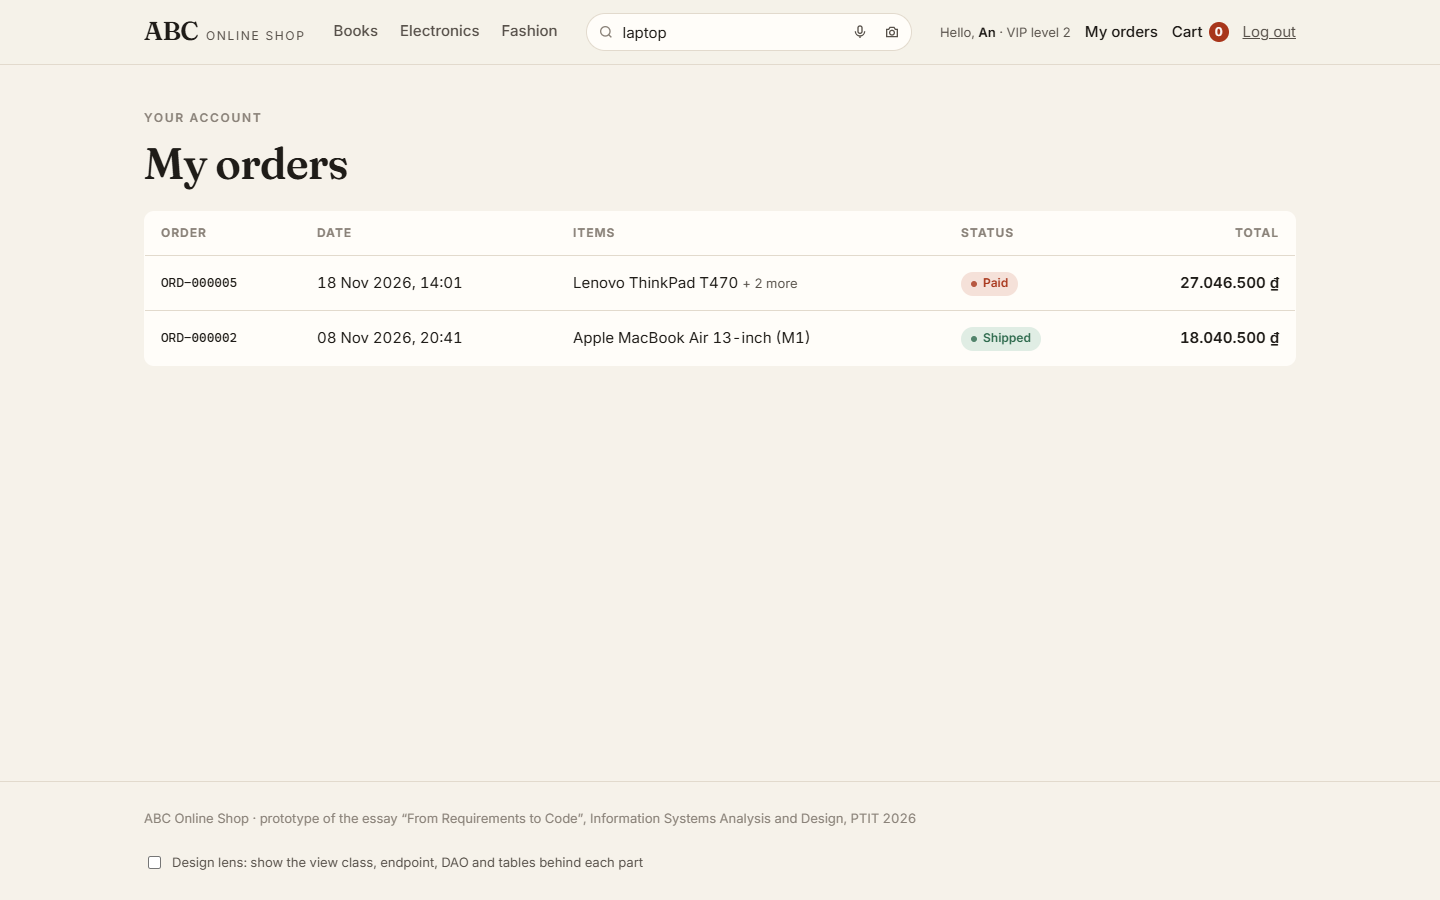 ABC ONLINE SHOP Books Electronics Fashion laptop Hello, An · VIP level 2 My orders Cart 0 Log out
YOUR ACCOUNT
My orders
ORDER DATE ITEMS STATUS TOTAL
ORD-000005 18 Nov 2026, 14:01 Lenovo ThinkPad T470 + 2 more Paid 27.046.500 ₫
ORD-000002 08 Nov 2026, 20:41 Apple MacBook Air 13-inch (M1) Shipped 18.040.500 ₫
ABC Online Shop · prototype of the essay “From Requirements to Code”, Information Systems Analysis and Design, PTIT 2026
Design lens: show the view class, endpoint, DAO and tables behind each part